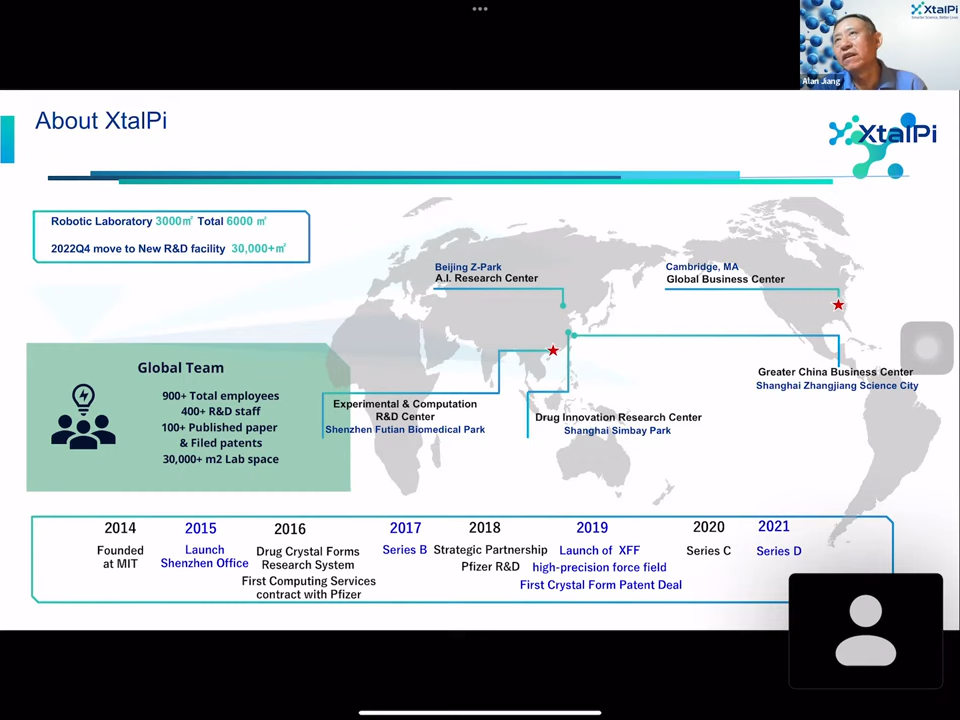 XtalPi
Smarter Science, Better Lives
Alan Jiang
About XtalPi
XtalPi
Robotic Laboratory 3000㎡ Total 6000 ㎡
2022Q4 move to New R&D facility 30,000+㎡
Beijing Z-Park
A.I. Research Center
Cambridge, MA
Global Business Center
Global Team
900+ Total employees
400+ R&D staff
100+ Published paper
& Filed patents
30,000+ m2 Lab space
Experimental & Computation
R&D Center
Shenzhen Futian Biomedical Park
Drug Innovation Research Center
Shanghai Simbay Park
Greater China Business Center
Shanghai Zhangjiang Science City
2014
Founded
at MIT
2015
Launch
Shenzhen Office
2016
Drug Crystal Forms
Research System
First Computing Services
contract with Pfizer
2017
Series B
2018
Strategic Partnership
Pfizer R&D
2019
Launch of XFF
high-precision force field
First Crystal Form Patent Deal
2020
Series C
2021
Series D